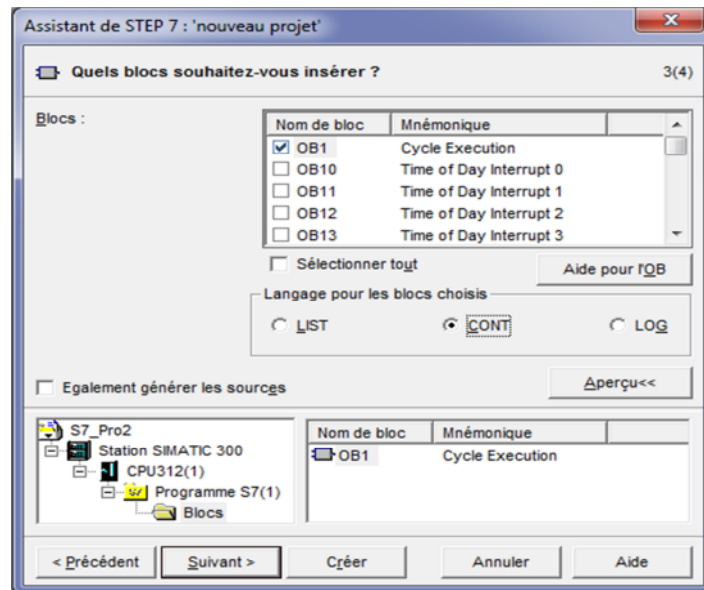 Assistant de STEP 7 : 'nouveau projet'
Quels blocs souhaitez-vous insérer ? 3(4)
Blocs :
Nom de bloc Mnémonique
OB1 Cycle Execution
OB10 Time of Day Interrupt 0
OB11 Time of Day Interrupt 1
OB12 Time of Day Interrupt 2
OB13 Time of Day Interrupt 3
Sélectionner tout Aide pour l'OB
Langage pour les blocs choisis
LIST CONT LOG
Egalement générer les sources Aperçu<<
S7_Pro2
Station SIMATIC 300
CPU312(1)
Programme S7(1)
Blocs
Nom de bloc Mnémonique
OB1 Cycle Execution
< Précédent Suivant > Créer Annuler Aide